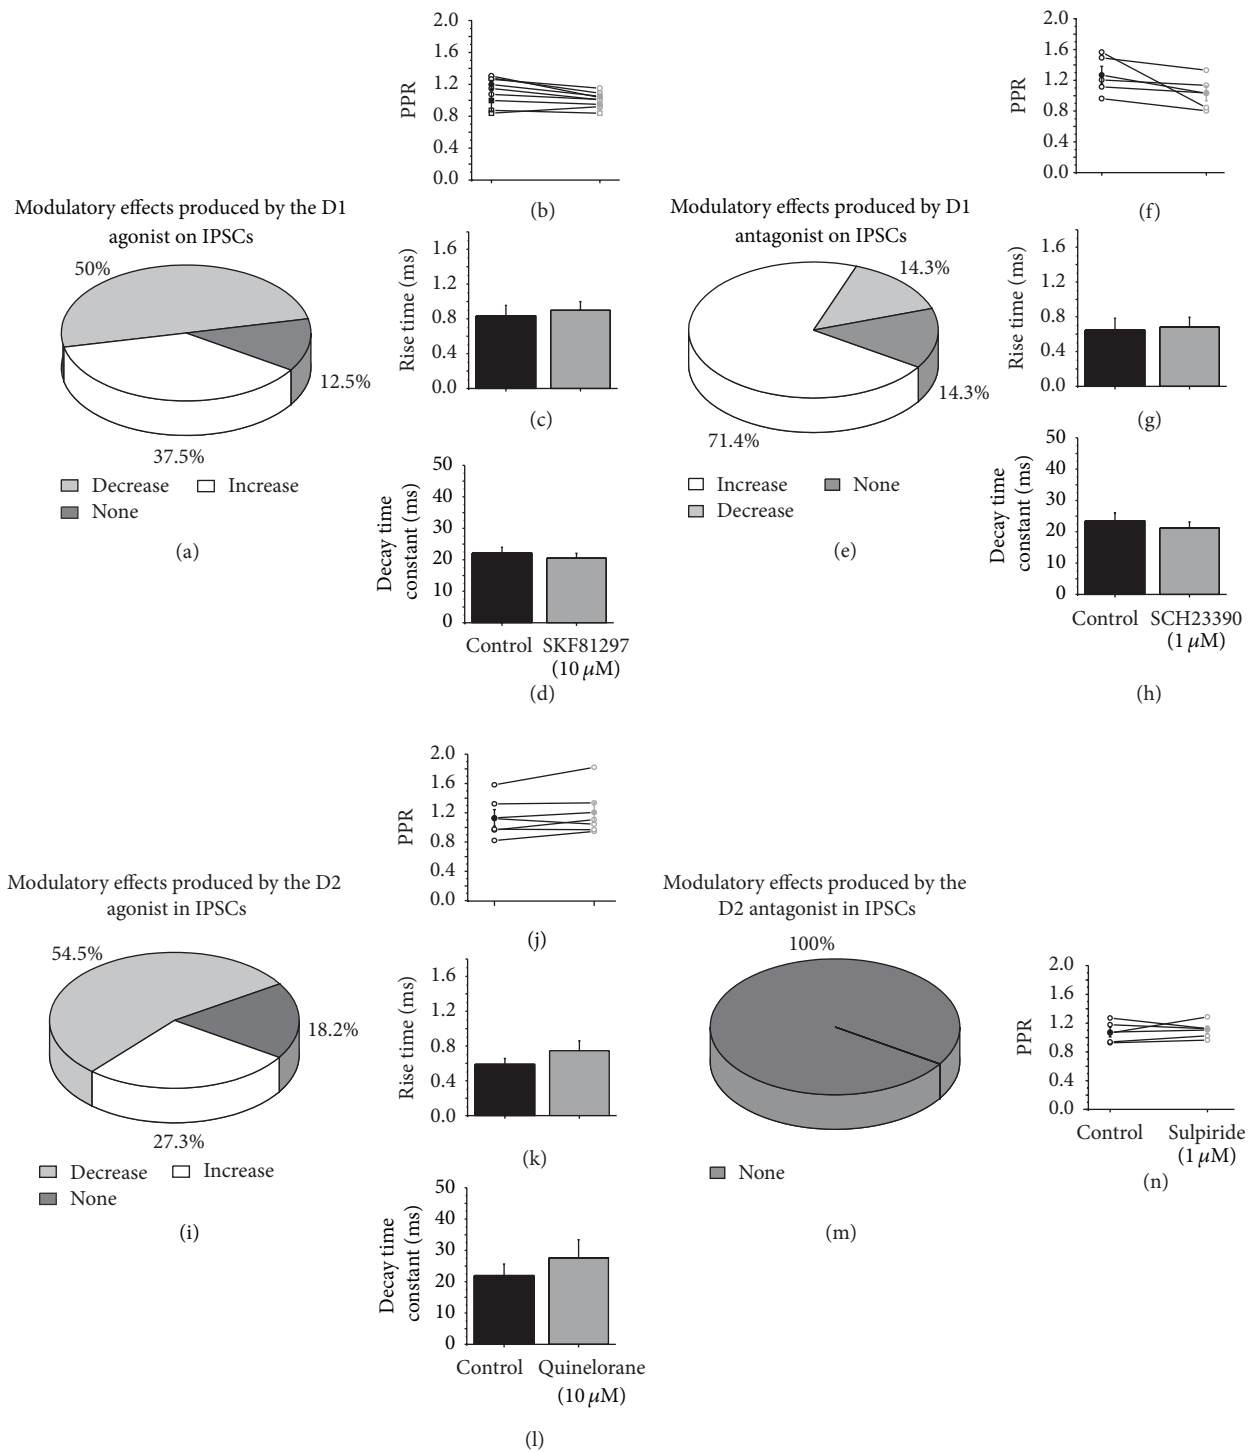 Modulatory effects produced by the D1
agonist on IPSCs
50%
12.5%
37.5%
Decrease
Increase
None
(a)
2.0
1.6
1.2
0.8
0.4
0.0
PPR
(b)
1.6
1.2
0.8
0.4
0.0
Rise time (ms)
(c)
50
40
30
20
10
0
Decay time
constant (ms)
Control
SKF81297
(10 μM)
(d)
Modulatory effects produced by D1
antagonist on IPSCs
14.3%
14.3%
71.4%
Increase
None
Decrease
(e)
2.0
1.6
1.2
0.8
0.4
0.0
PPR
(f)
1.6
1.2
0.8
0.4
0.0
Rise time (ms)
(g)
50
40
30
20
10
0
Decay time
constant (ms)
Control
SCH23390
(1 μM)
(h)
Modulatory effects produced by the D2
agonist in IPSCs
54.5%
18.2%
27.3%
Decrease
Increase
None
(i)
2.0
1.6
1.2
0.8
0.4
0.0
PPR
(j)
1.6
1.2
0.8
0.4
0.0
Rise time (ms)
(k)
50
40
30
20
10
0
Decay time
constant (ms)
Control
Quinelorane
(10 μM)
(l)
Modulatory effects produced by the
D2 antagonist in IPSCs
100%
None
(m)
2.0
1.6
1.2
0.8
0.4
0.0
PPR
Control
Sulpiride
(1 μM)
(n)